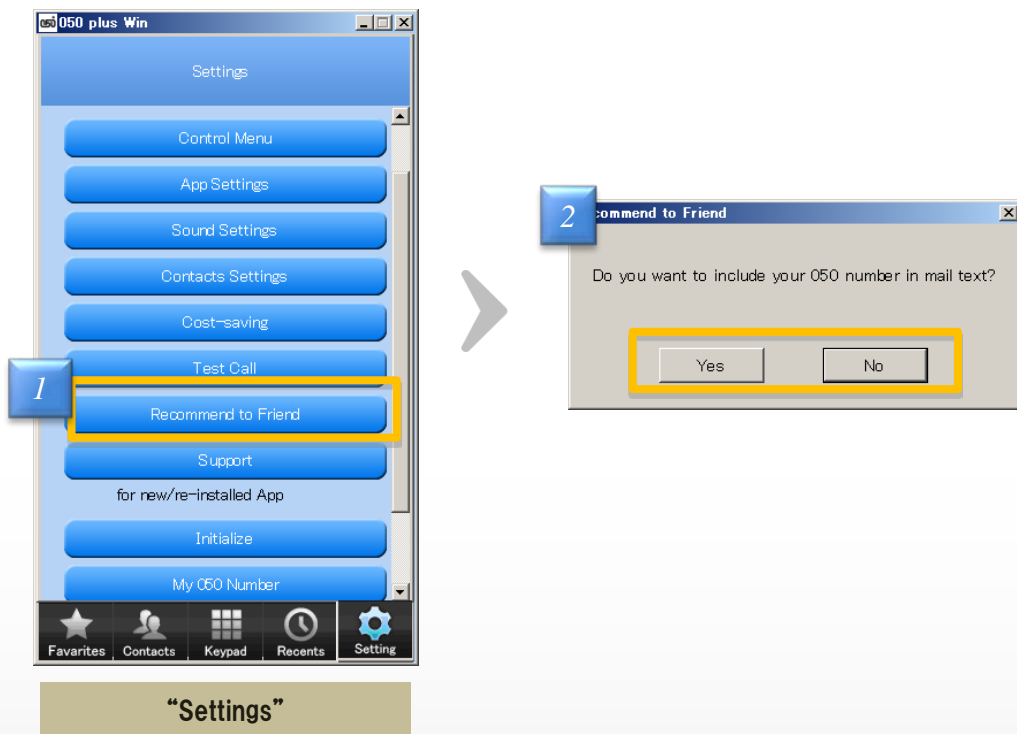 050 plus Win
Settings
Control Menu
App Settings
Sound Settings
Contacts Settings
Cost-saving
Test Call
1
Recommend to Friend
Support
for new/re-installed App
Initialize
My 050 Number
Favarites Contacts Keypad Recents Setting
“Settings”
2
commend to Friend
Do you want to include your 050 number in mail text?
Yes No